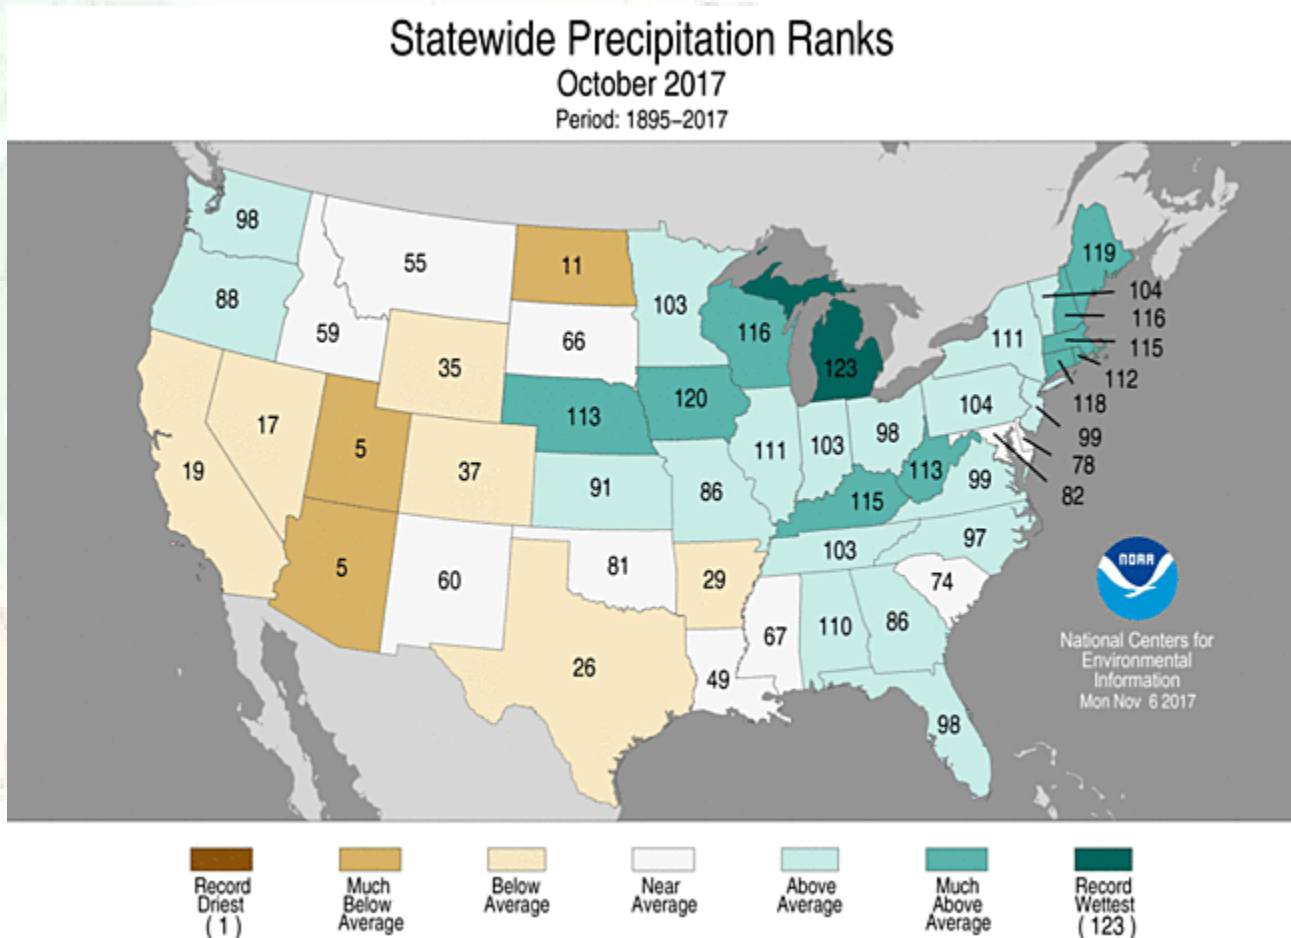 Statewide Precipitation Ranks
October 2017
Period: 1895–2017
98
55
11
103
119
88
59
66
116
123
111
104
116
115
112
118
99
78
82
35
113
120
104
17
5
37
91
86
111
103
98
113
99
19
115
97
5
60
81
29
103
74
26
49
67
110
86
98
NOAA
National Centers for
Environmental
Information
Mon Nov 6 2017
Record
Driest
( 1 )
Much
Below
Average
Below
Average
Near
Average
Above
Average
Much
Above
Average
Record
Wettest
( 123 )